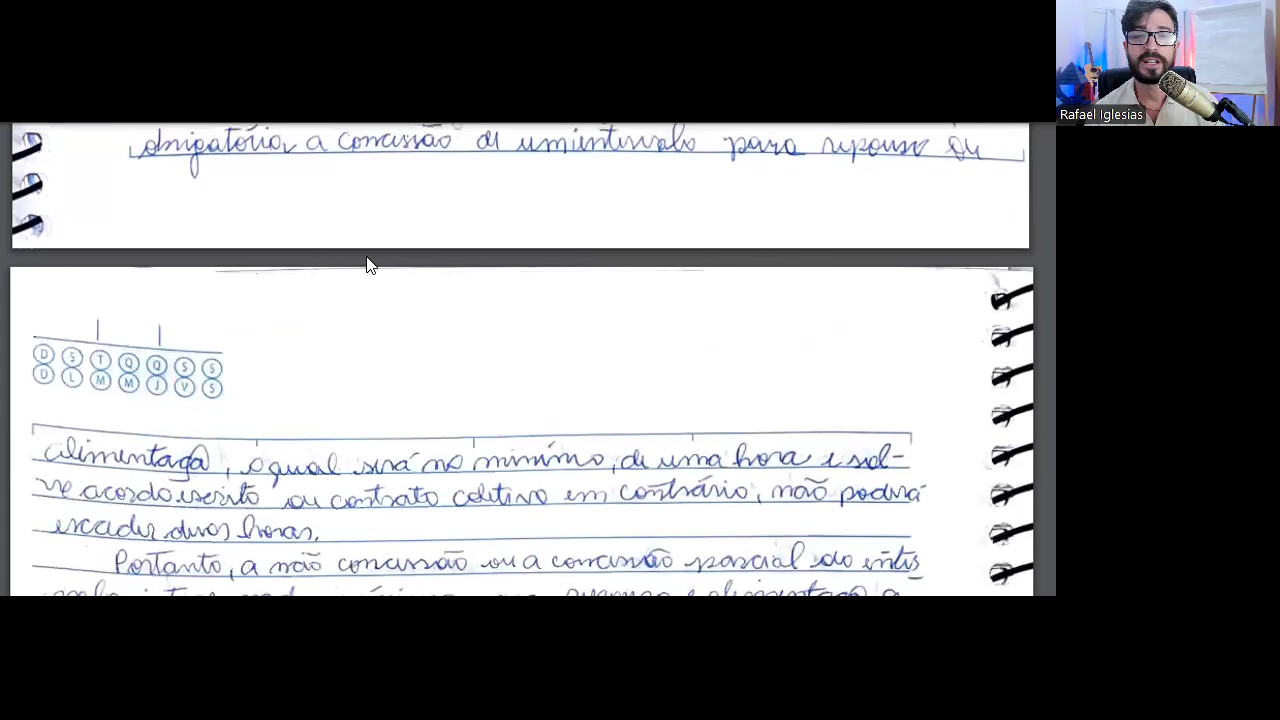 Rafael Iglesias
obrigatória, a concessão de um intervalo para repouso ou
D S T Q Q S S
D L M M J V S
alimentação, o qual será no mínimo, de uma hora e sal-
vo acordo escrito ou contrato coletivo em contrário, não poderá
exceder duas horas.
Portanto, a não concessão ou a concessão parcial do inter